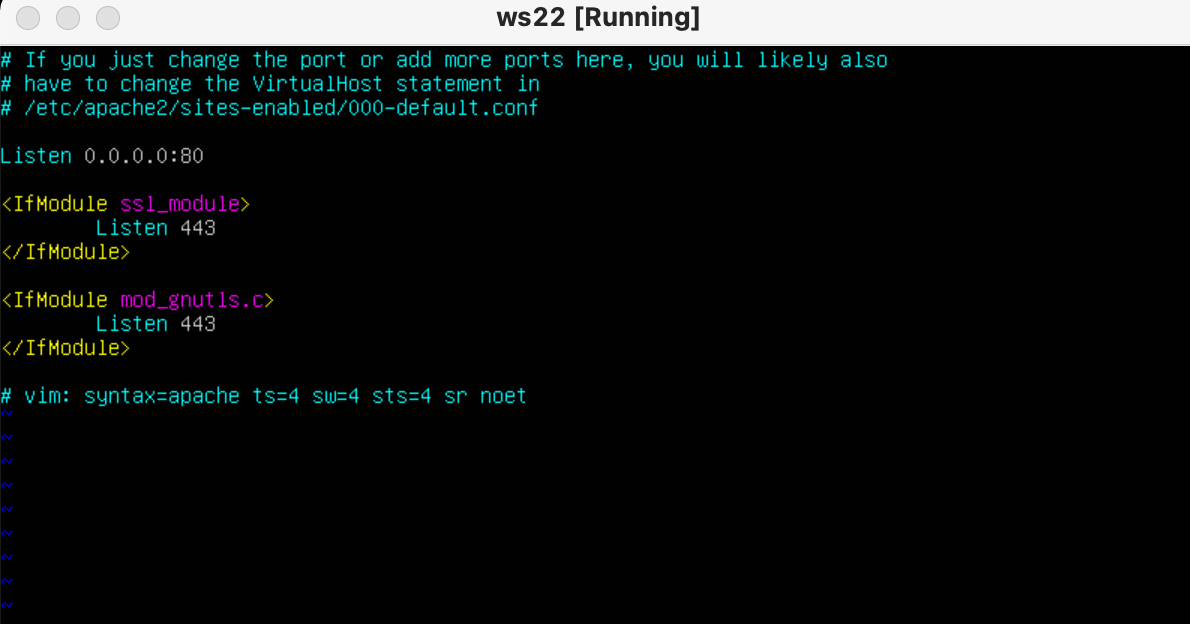 ws22 [Running]
# If you just change the port or add more ports here, you will likely also
# have to change the VirtualHost statement in
# /etc/apache2/sites-enabled/000-default.conf
Listen 0.0.0.0:80
<IfModule ssl_module>
Listen 443
</IfModule>
<IfModule mod_gnutls.c>
Listen 443
</IfModule>
# vim: syntax=apache ts=4 sw=4 sts=4 sr noet
~
~
~
~
~
~
~
~
~